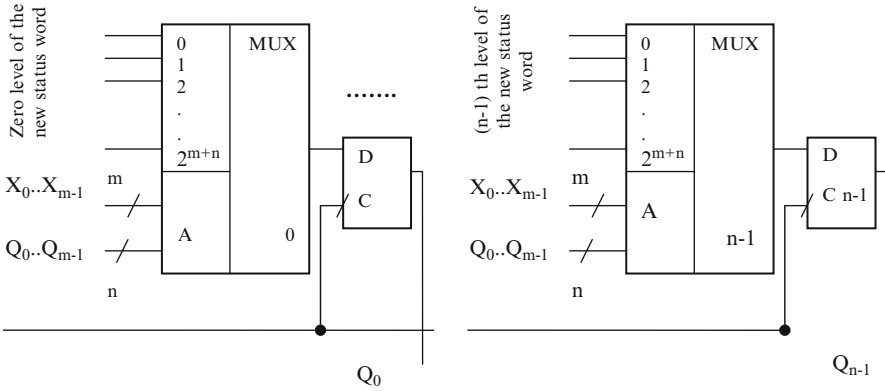 Zero level of the
new status word
0
1
2
.
.
2^{m+n}
MUX
A
0
m
X₀..Xₘ₋₁
Q₀..Qₘ₋₁
n
.......
D
C
Q₀
(n-1) th level of
the new status
word
0
1
2
.
.
2^{m+n}
MUX
A
n-1
m
X₀..Xₘ₋₁
Q₀..Qₘ₋₁
n
D
C n-1
Qₙ₋₁